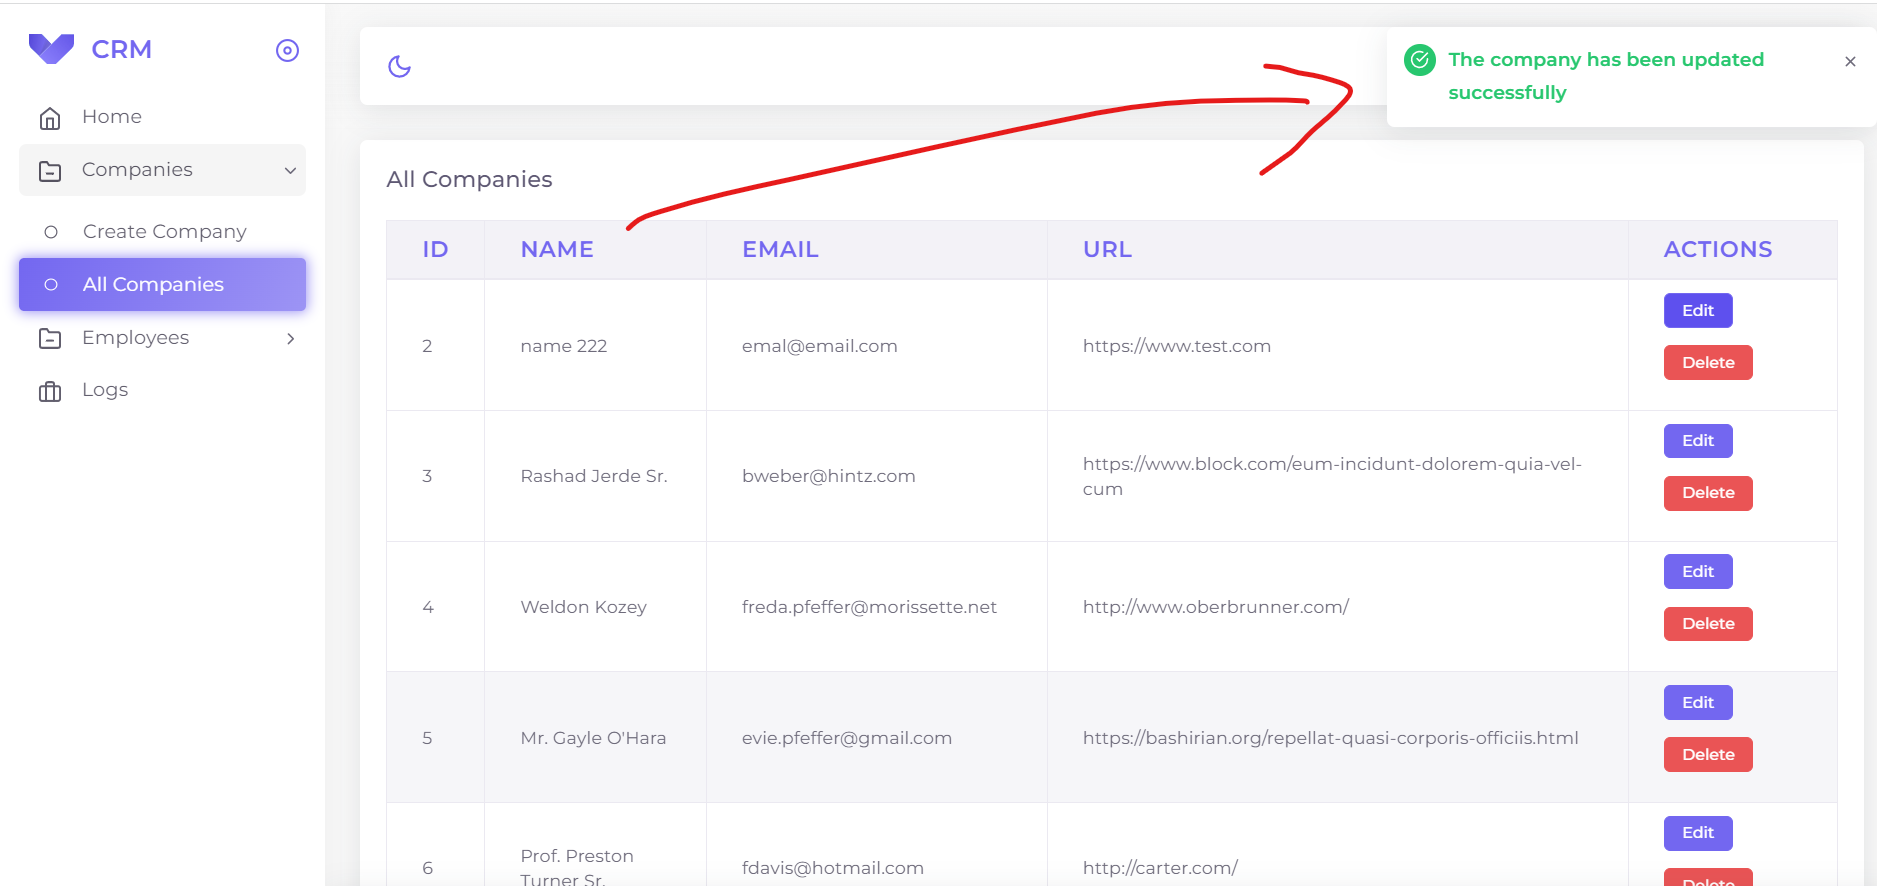 CRM
Home
Companies
Create Company
All Companies
Employees
Logs
The company has been updated
successfully
All Companies
ID NAME EMAIL URL ACTIONS
2 name 222 emal@email.com https://www.test.com Edit
Delete
3 Rashad Jerde Sr. bweber@hintz.com https://www.block.com/eum-incidunt-dolorem-quia-vel-
cum Edit
Delete
4 Weldon Kozey freda.pfeffer@morissette.net http://www.oberbrunner.com/ Edit
Delete
5 Mr. Gayle O'Hara evie.pfeffer@gmail.com https://bashirian.org/repellat-quasi-corporis-officiis.html Edit
Delete
6 Prof. Preston
Turner Sr. fdavis@hotmail.com http://carter.com/ Edit
Delete